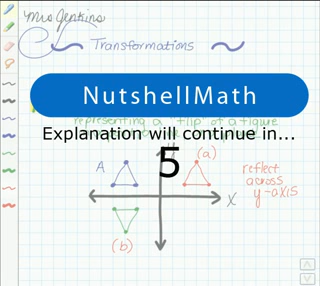 Mrs Jenkins
Transformations
NutshellMath
representing a "flip" of a figure
Explanation will continue in...
5
A
(a)
reflect
across
y-axis
X
(b)